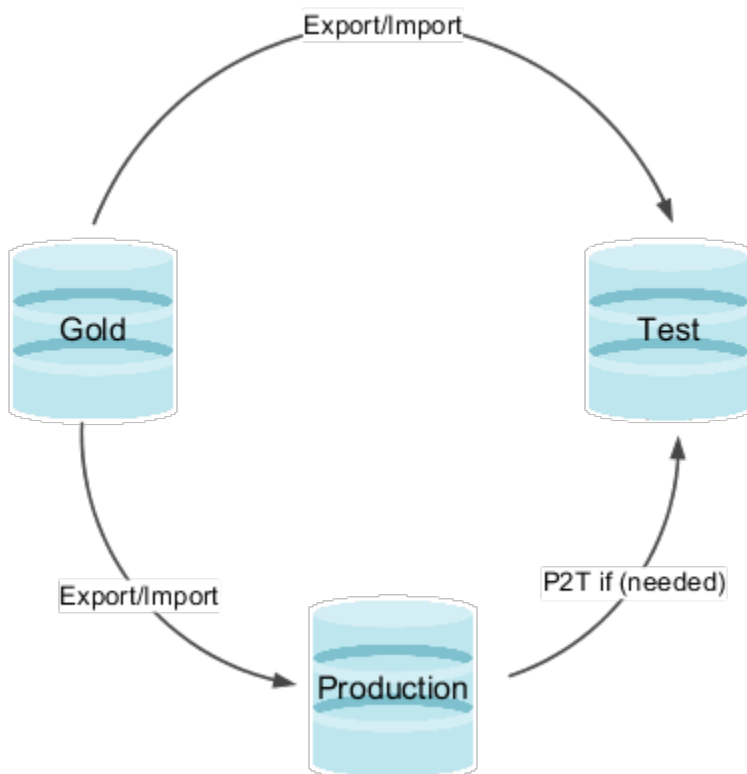 Export/Import
Gold
Test
Export/Import
P2T if (needed)
Production